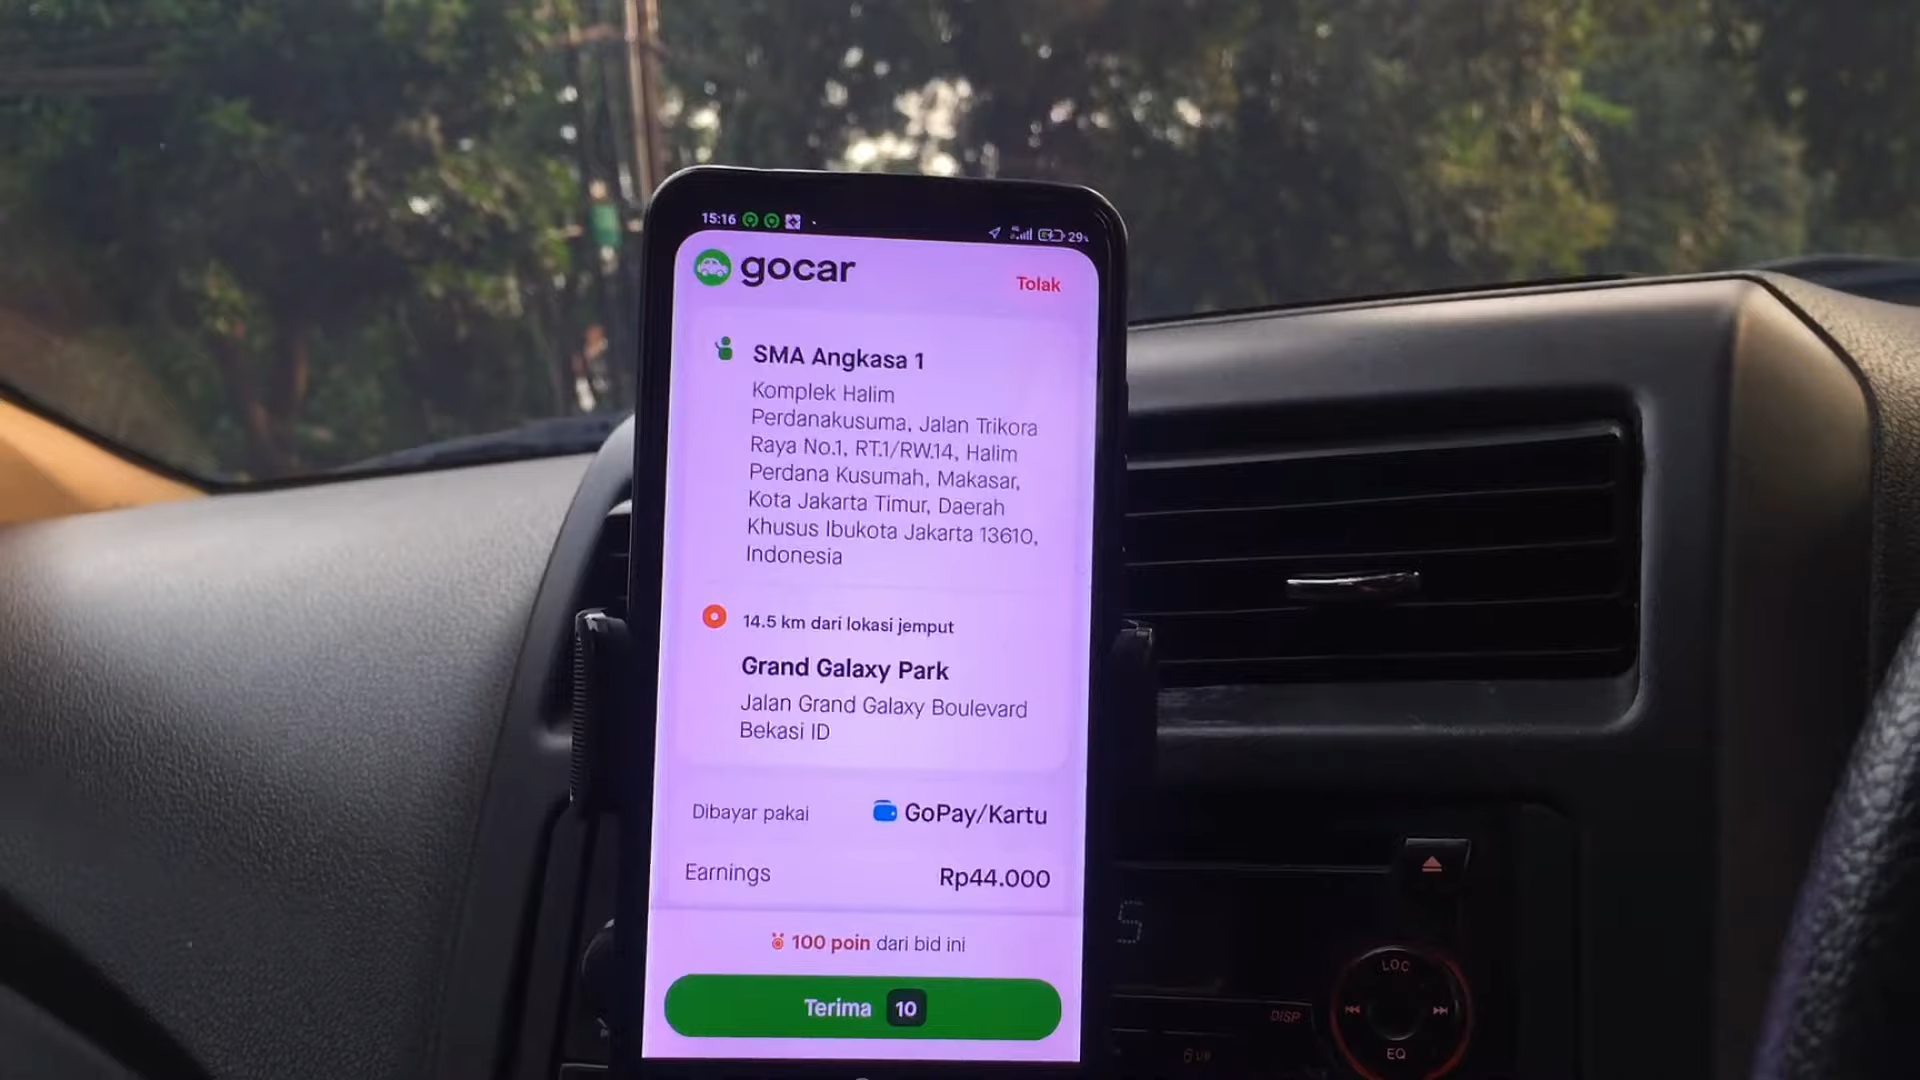 15:16
29%
gocar
Tolak
SMA Angkasa 1
Komplek Halim
Perdanakusuma, Jalan Trikora
Raya No.1, RT.1/RW.14, Halim
Perdana Kusumah, Makasar,
Kota Jakarta Timur, Daerah
Khusus Ibukota Jakarta 13610,
Indonesia
14.5 km dari lokasi jemput
Grand Galaxy Park
Jalan Grand Galaxy Boulevard
Bekasi ID
Dibayar pakai GoPay/Kartu
Earnings Rp44.000
100 poin dari bid ini
Terima 10
LOC
DISP
EQ